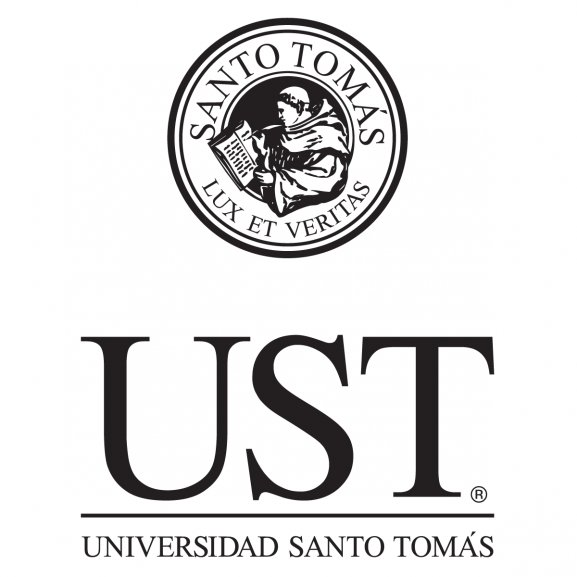 SANTO TOMÁS
LUX ET VERITAS
UST®
UNIVERSIDAD SANTO TOMÁS